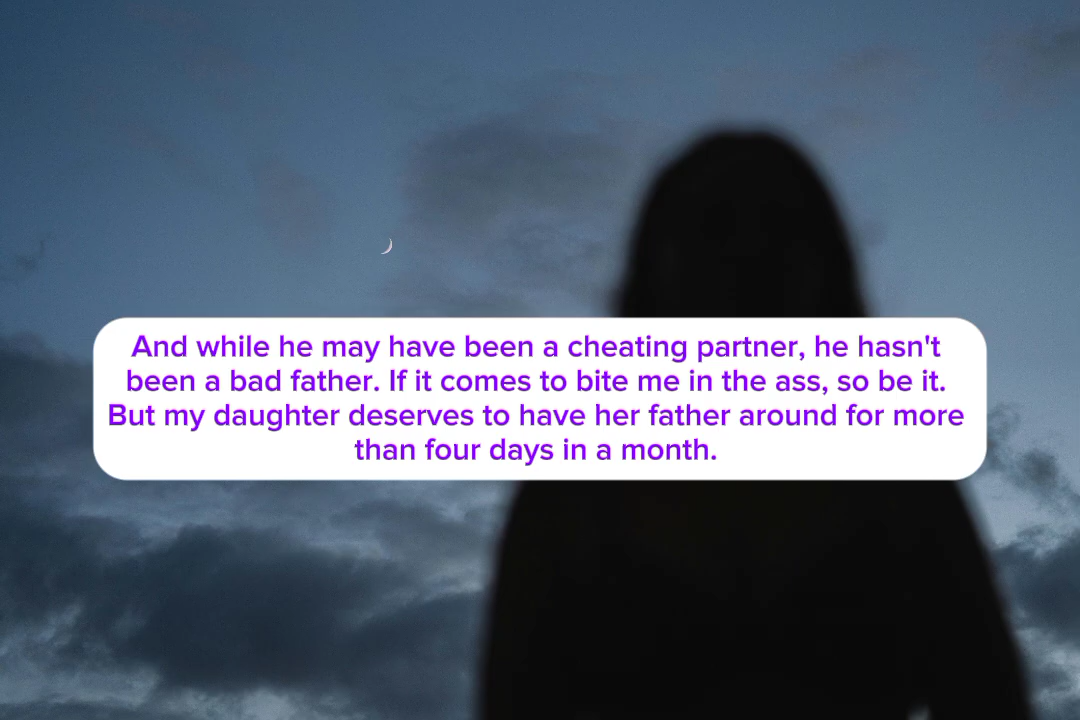 And while he may have been a cheating partner, he hasn't
been a bad father. If it comes to bite me in the ass, so be it.
But my daughter deserves to have her father around for more
than four days in a month.